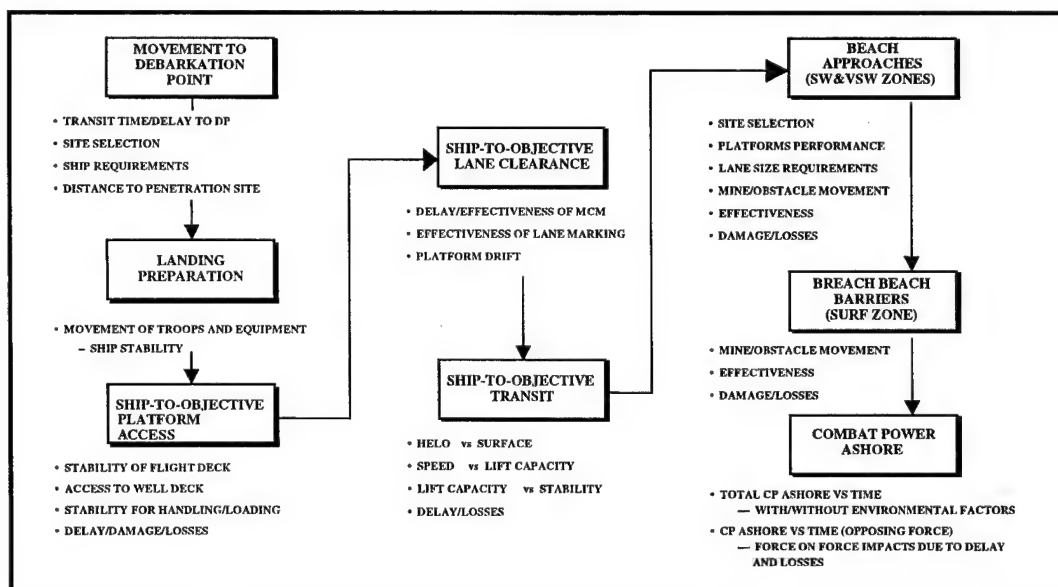 MOVEMENT TO
DEBARKATION
POINT
• TRANSIT TIME/DELAY TO DP
• SITE SELECTION
• SHIP REQUIREMENTS
• DISTANCE TO PENETRATION SITE
LANDING
PREPARATION
• MOVEMENT OF TROOPS AND EQUIPMENT
– SHIP STABILITY
SHIP-TO-OBJECTIVE
PLATFORM
ACCESS
• STABILITY OF FLIGHT DECK
• ACCESS TO WELL DECK
• STABILITY FOR HANDLING/LOADING
• DELAY/DAMAGE/LOSSES
SHIP-TO-OBJECTIVE
LANE CLEARANCE
• DELAY/EFFECTIVENESS OF MCM
• EFFECTIVENESS OF LANE MARKING
• PLATFORM DRIFT
SHIP-TO-OBJECTIVE
TRANSIT
• HELO vs SURFACE
• SPEED vs LIFT CAPACITY
• LIFT CAPACITY vs STABILITY
• DELAY/LOSSES
BEACH
APPROACHES
(SW&VSW ZONES)
• SITE SELECTION
• PLATFORMS PERFORMANCE
• LANE SIZE REQUIREMENTS
• MINE/OBSTACLE MOVEMENT
• EFFECTIVENESS
• DAMAGE/LOSSES
BREACH BEACH
BARRIERS
(SURF ZONE)
• MINE/OBSTACLE MOVEMENT
• EFFECTIVENESS
• DAMAGE/LOSSES
COMBAT POWER
ASHORE
• TOTAL CP ASHORE VS TIME
— WITH/WITHOUT ENVIRONMENTAL FACTORS
• CP ASHORE VS TIME (OPPOSING FORCE)
— FORCE ON FORCE IMPACTS DUE TO DELAY
AND LOSSES